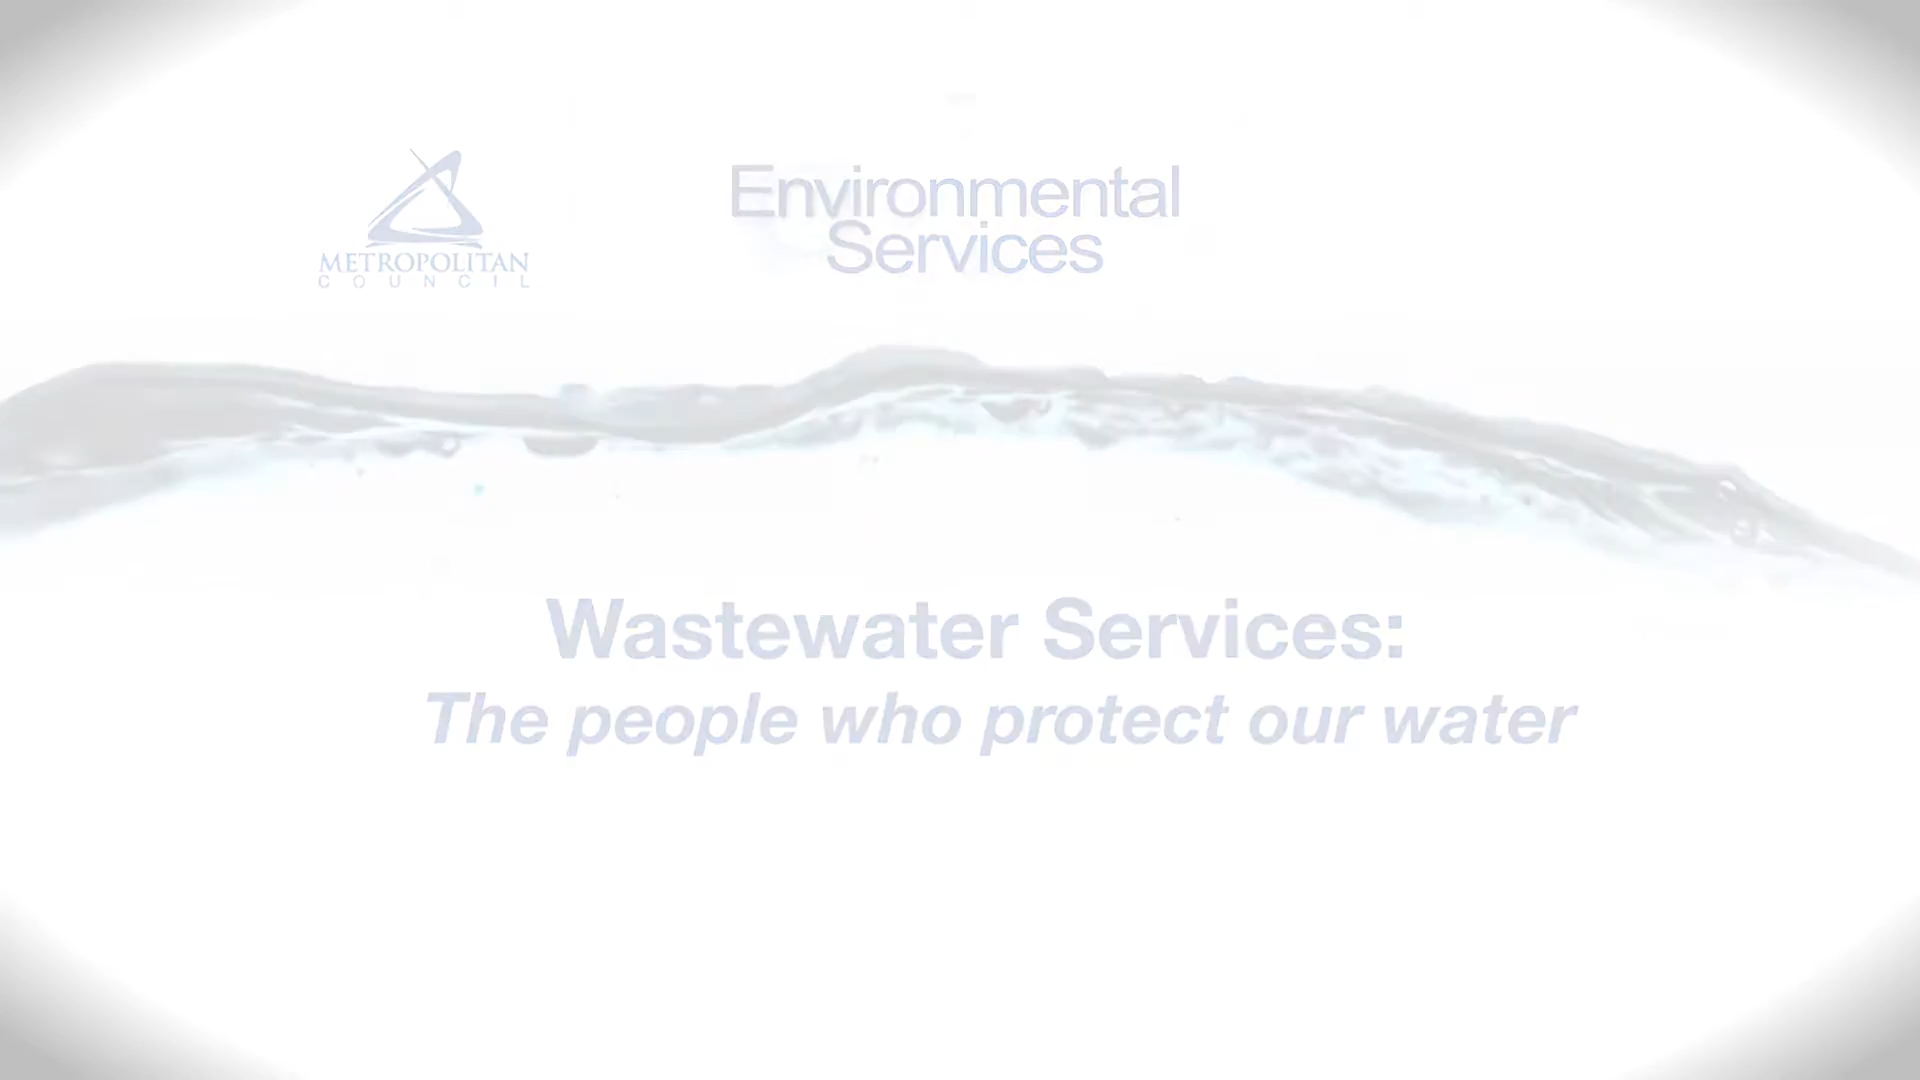 METROPOLITAN
COUNCIL
Environmental
Services
Wastewater Services:
The people who protect our water